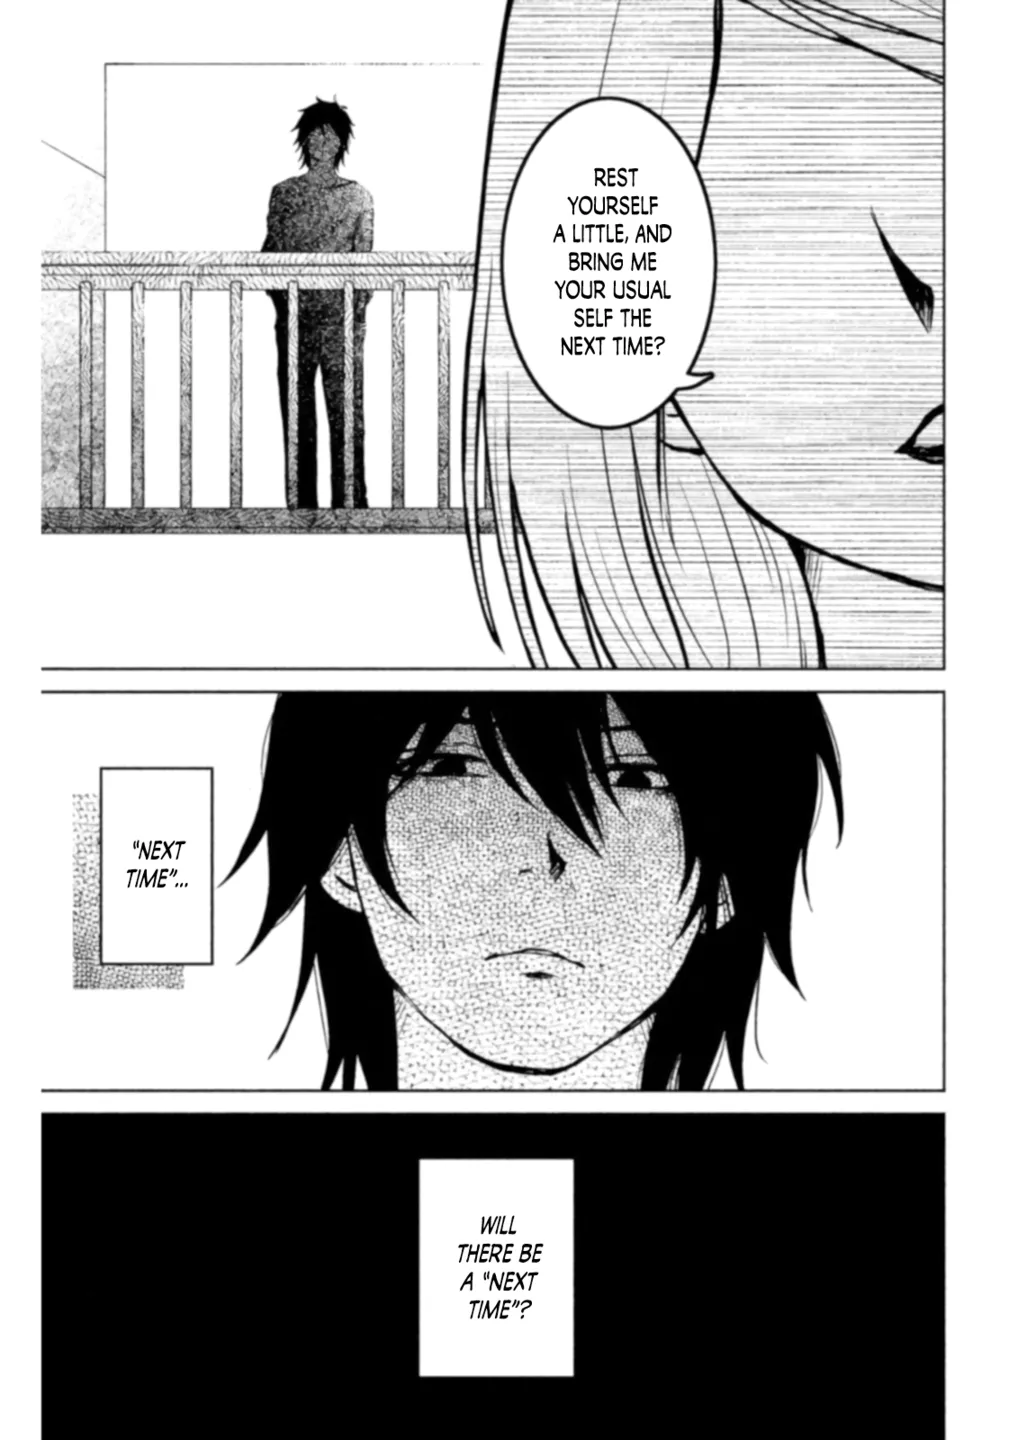 REST
YOURSELF
A LITTLE, AND
BRING ME
YOUR USUAL
SELF THE
NEXT TIME?
"NEXT
TIME"...
WILL
THERE BE
A "NEXT
TIME"?